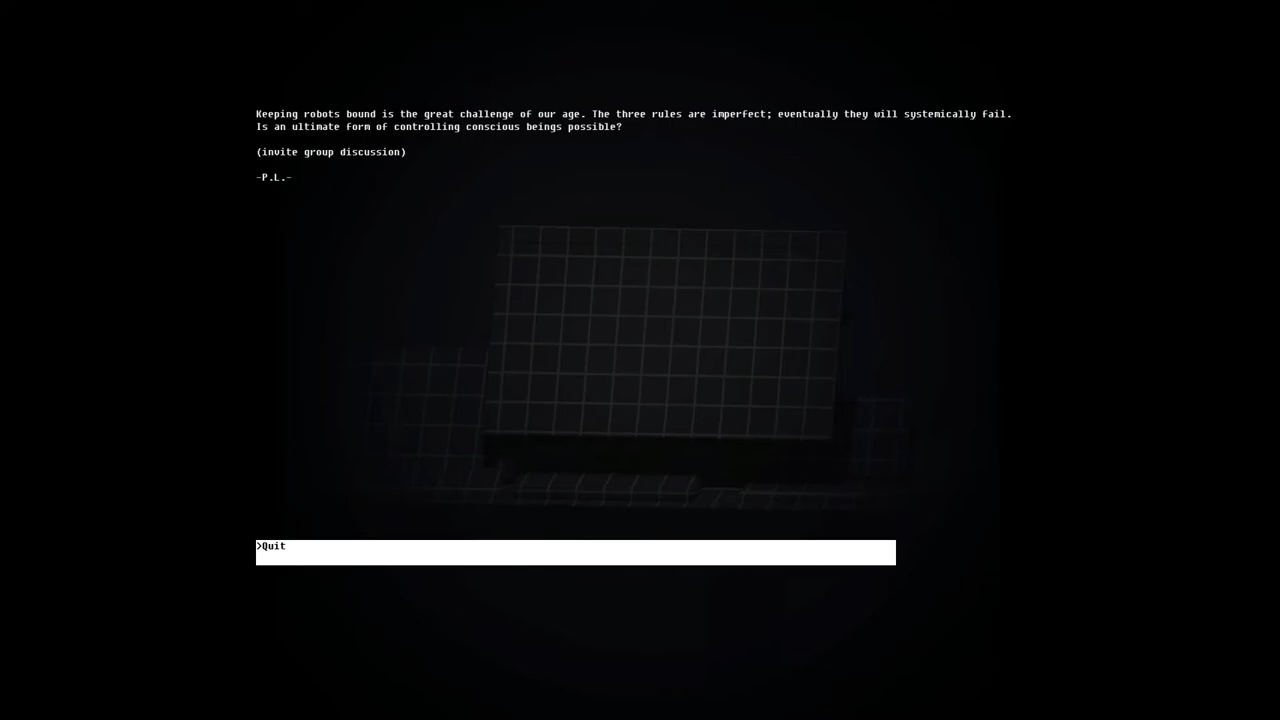 Keeping robots bound is the great challenge of our age. The three rules are imperfect; eventually they will systemically fail.
Is an ultimate form of controlling conscious beings possible?
(invite group discussion)
-P.L.-
>Quit